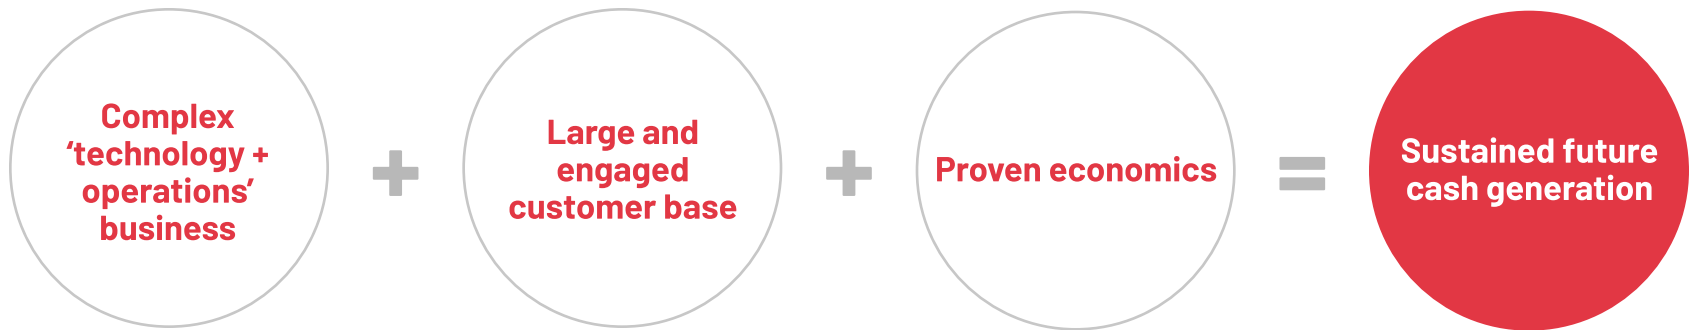 Complex
‘technology +
operations’
business
+
Large and
engaged
customer base
+
Proven economics
=
Sustained future
cash generation